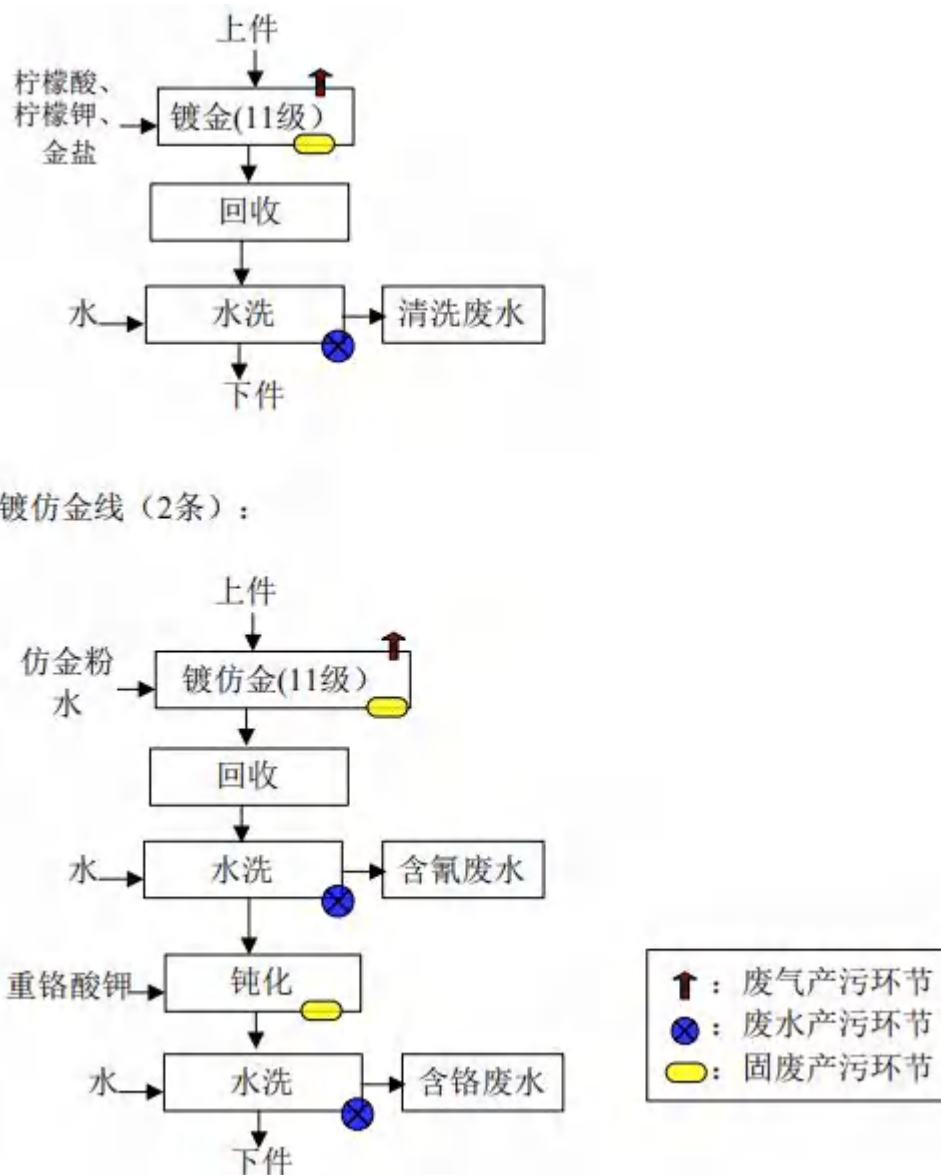 上件
柠檬酸、
柠檬钾、
金盐
镀金(11级）
回收
水
水洗
清洗废水
下件
镀仿金线（2条）：
上件
仿金粉
水
镀仿金(11级）
回收
水
水洗
含氰废水
重铬酸钾
钝化
水
水洗
含铬废水
下件
：废气产污环节
：废水产污环节
：固废产污环节